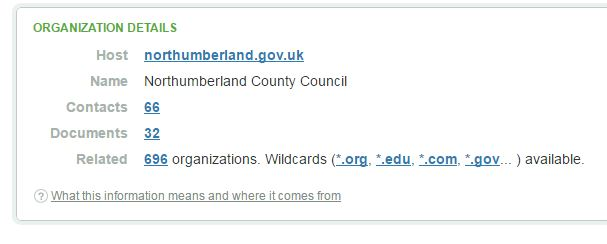 ORGANIZATION DETAILS
Host northumberland.gov.uk
Name Northumberland County Council
Contacts 66
Documents 32
Related 696 organizations. Wildcards (*.org, *.edu, *.com, *.gov... ) available.
? What this information means and where it comes from